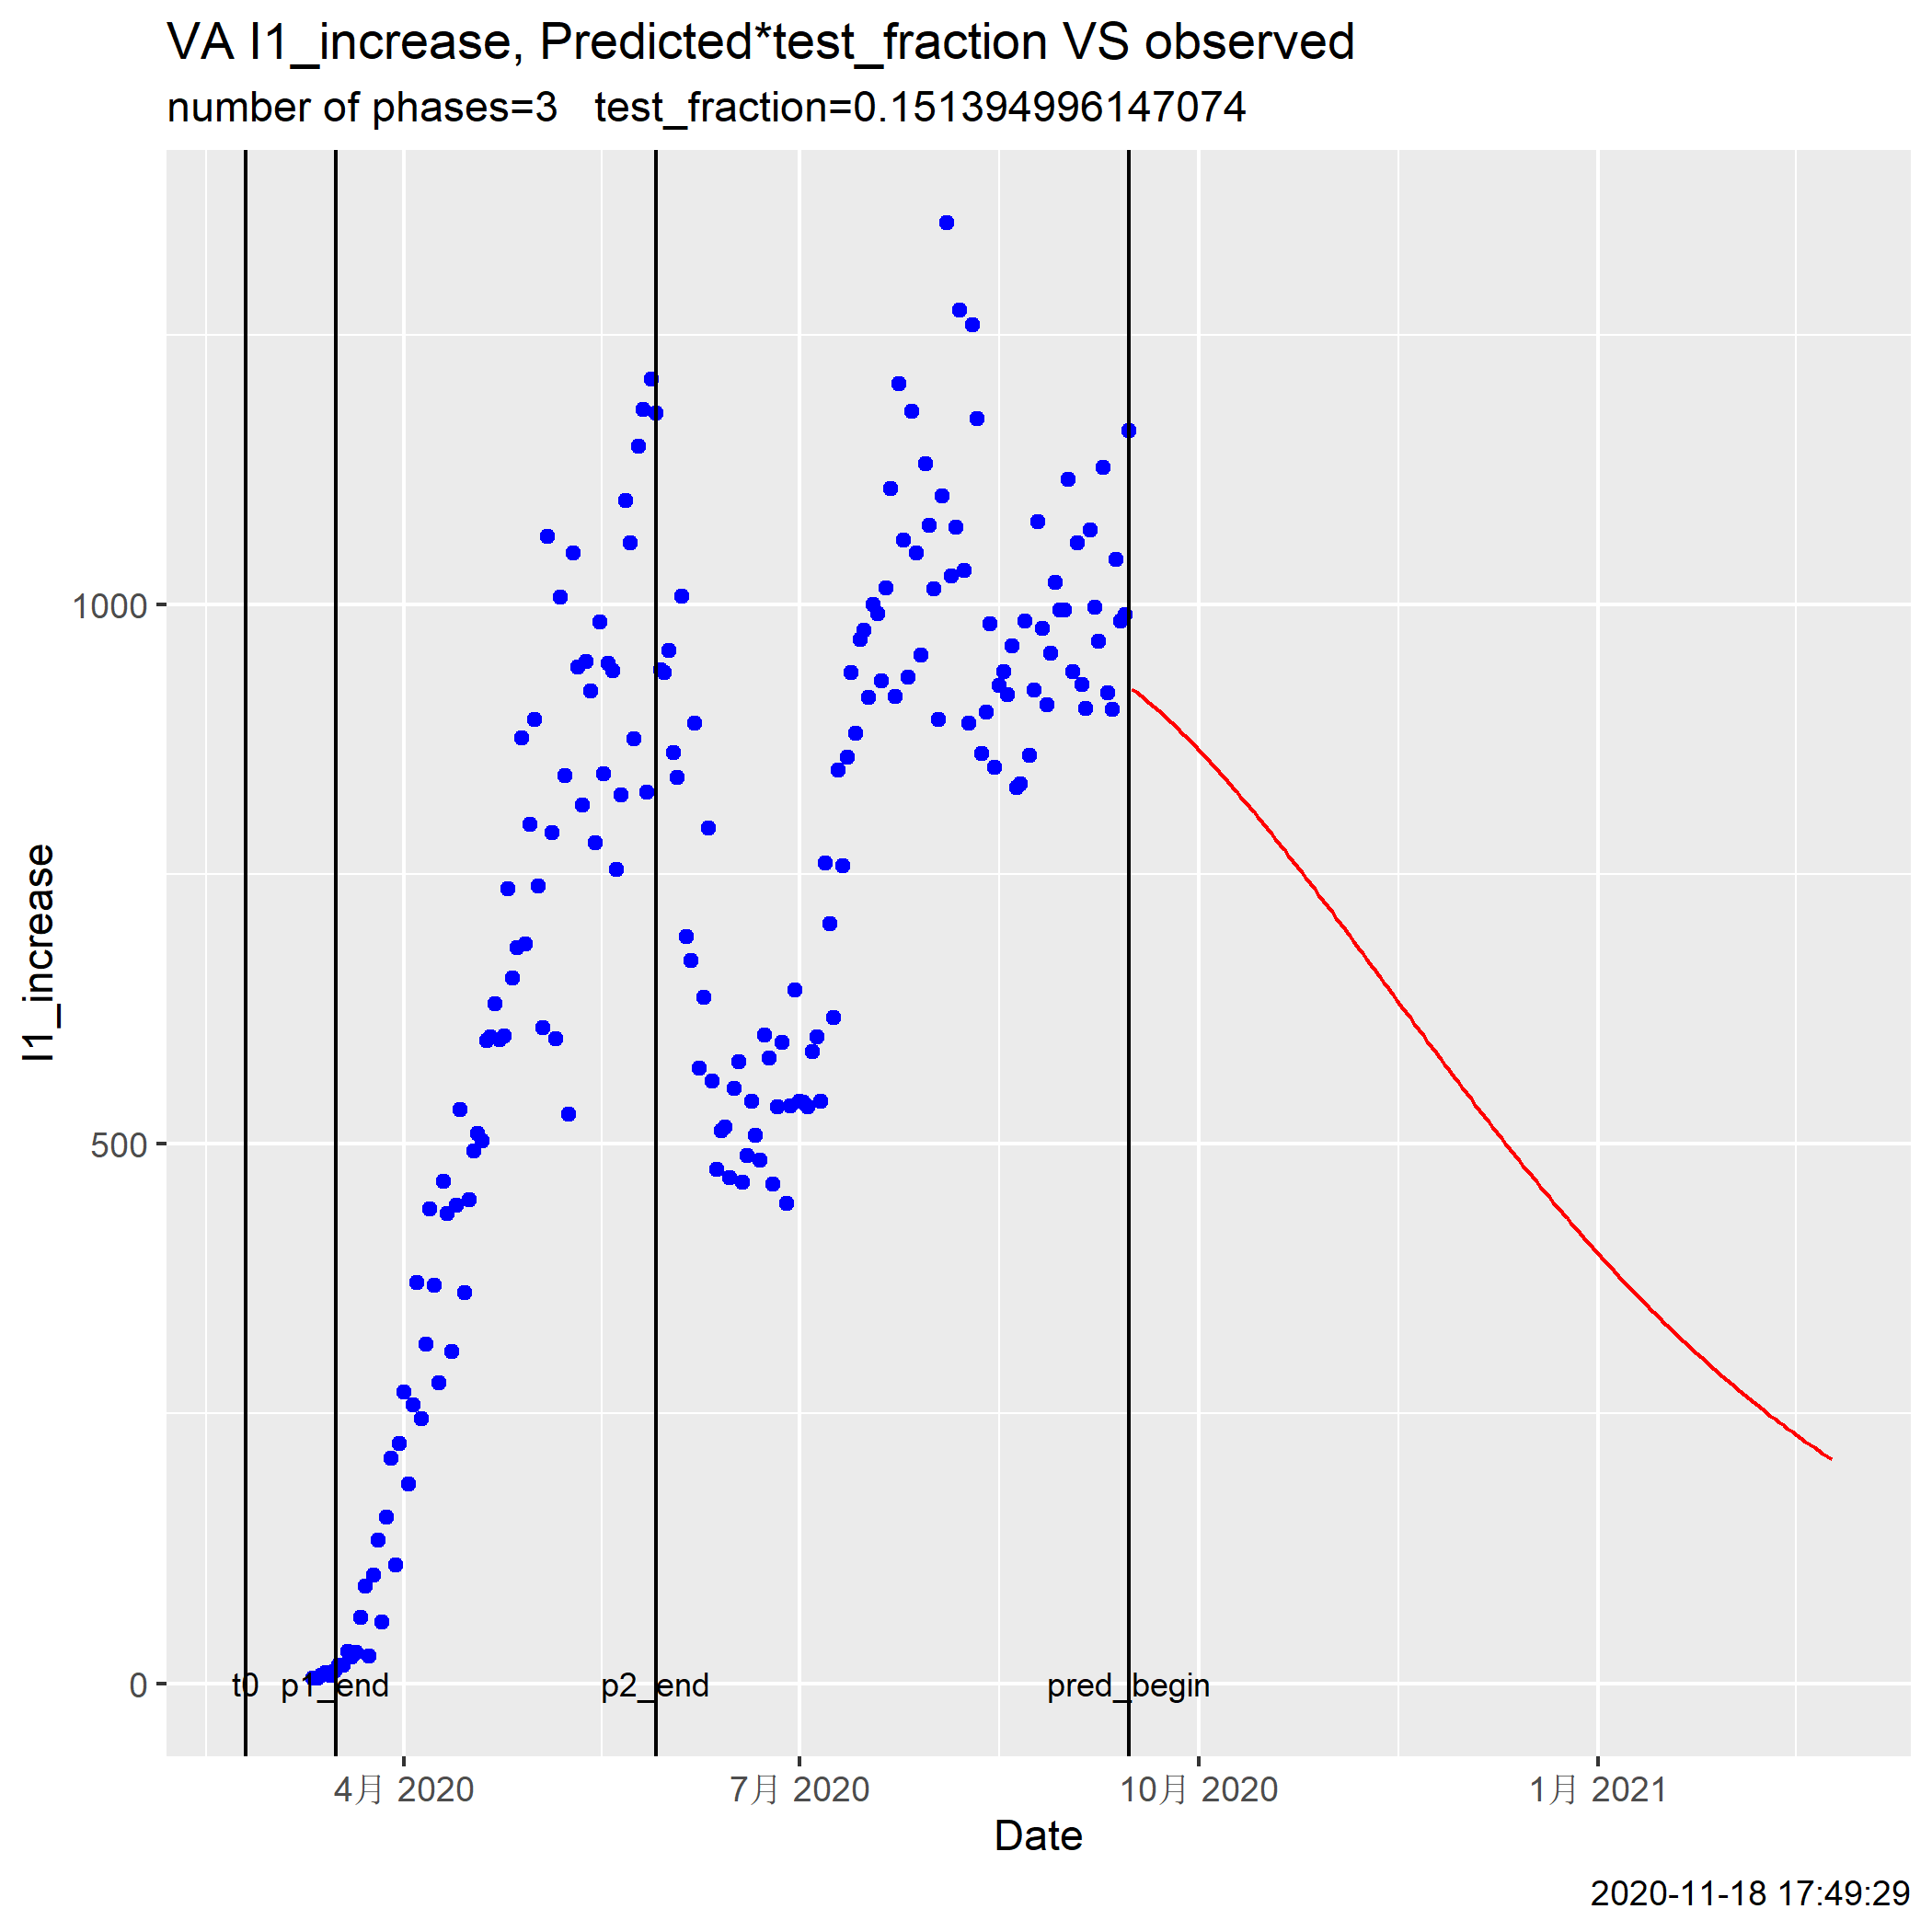 VA I1_increase, Predicted*test_fraction VS observed
number of phases=3   test_fraction=0.151394996147074
I1_increase
1000
500
0
t0
p1_end
p2_end
pred_begin
4月 2020
7月 2020
10月 2020
1月 2021
Date
2020-11-18 17:49:29